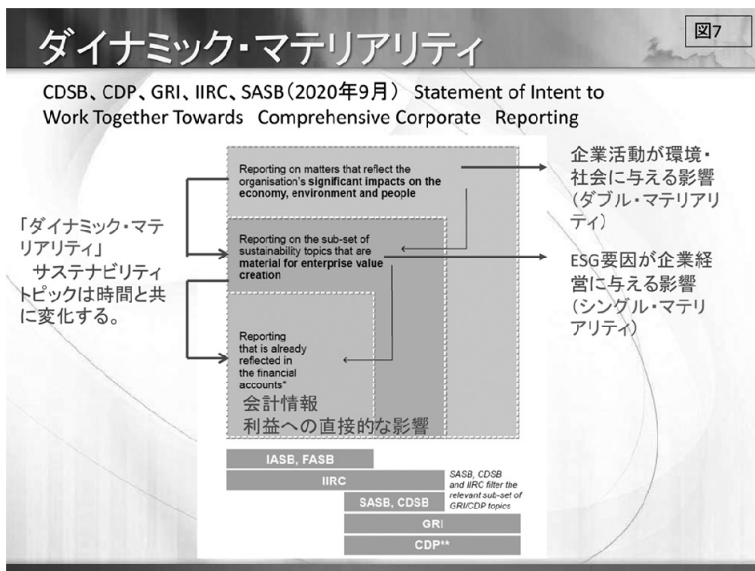 ダイナミック・マテリアリティ
図7
CDSB、CDP、GRI、IIRC、SASB(2020年9月) Statement of Intent to
Work Together Towards Comprehensive Corporate Reporting
「ダイナミック・マテ
リアリティ」
サステナビリティ
トピックは時間と共
に変化する。
Reporting on matters that reflect the
organisation's significant impacts on the
economy, environment and people
Reporting on the sub-set of
sustainability topics that are
material for enterprise value
creation
Reporting
that is already
reflected in
the financial
accounts*
会計情報
利益への直接的な影響
企業活動が環境・
社会に与える影響
(ダブル・マテリアリ
ティ)
ESG要因が企業経
営に与える影響
(シングル・マテリ
アリティ)
IASB, FASB
IIRC
SASB, CDSB
GRI
CDP**
SASB, CDSB
and IIRC filter the
relevant sub-set of
GRI/CDP topics